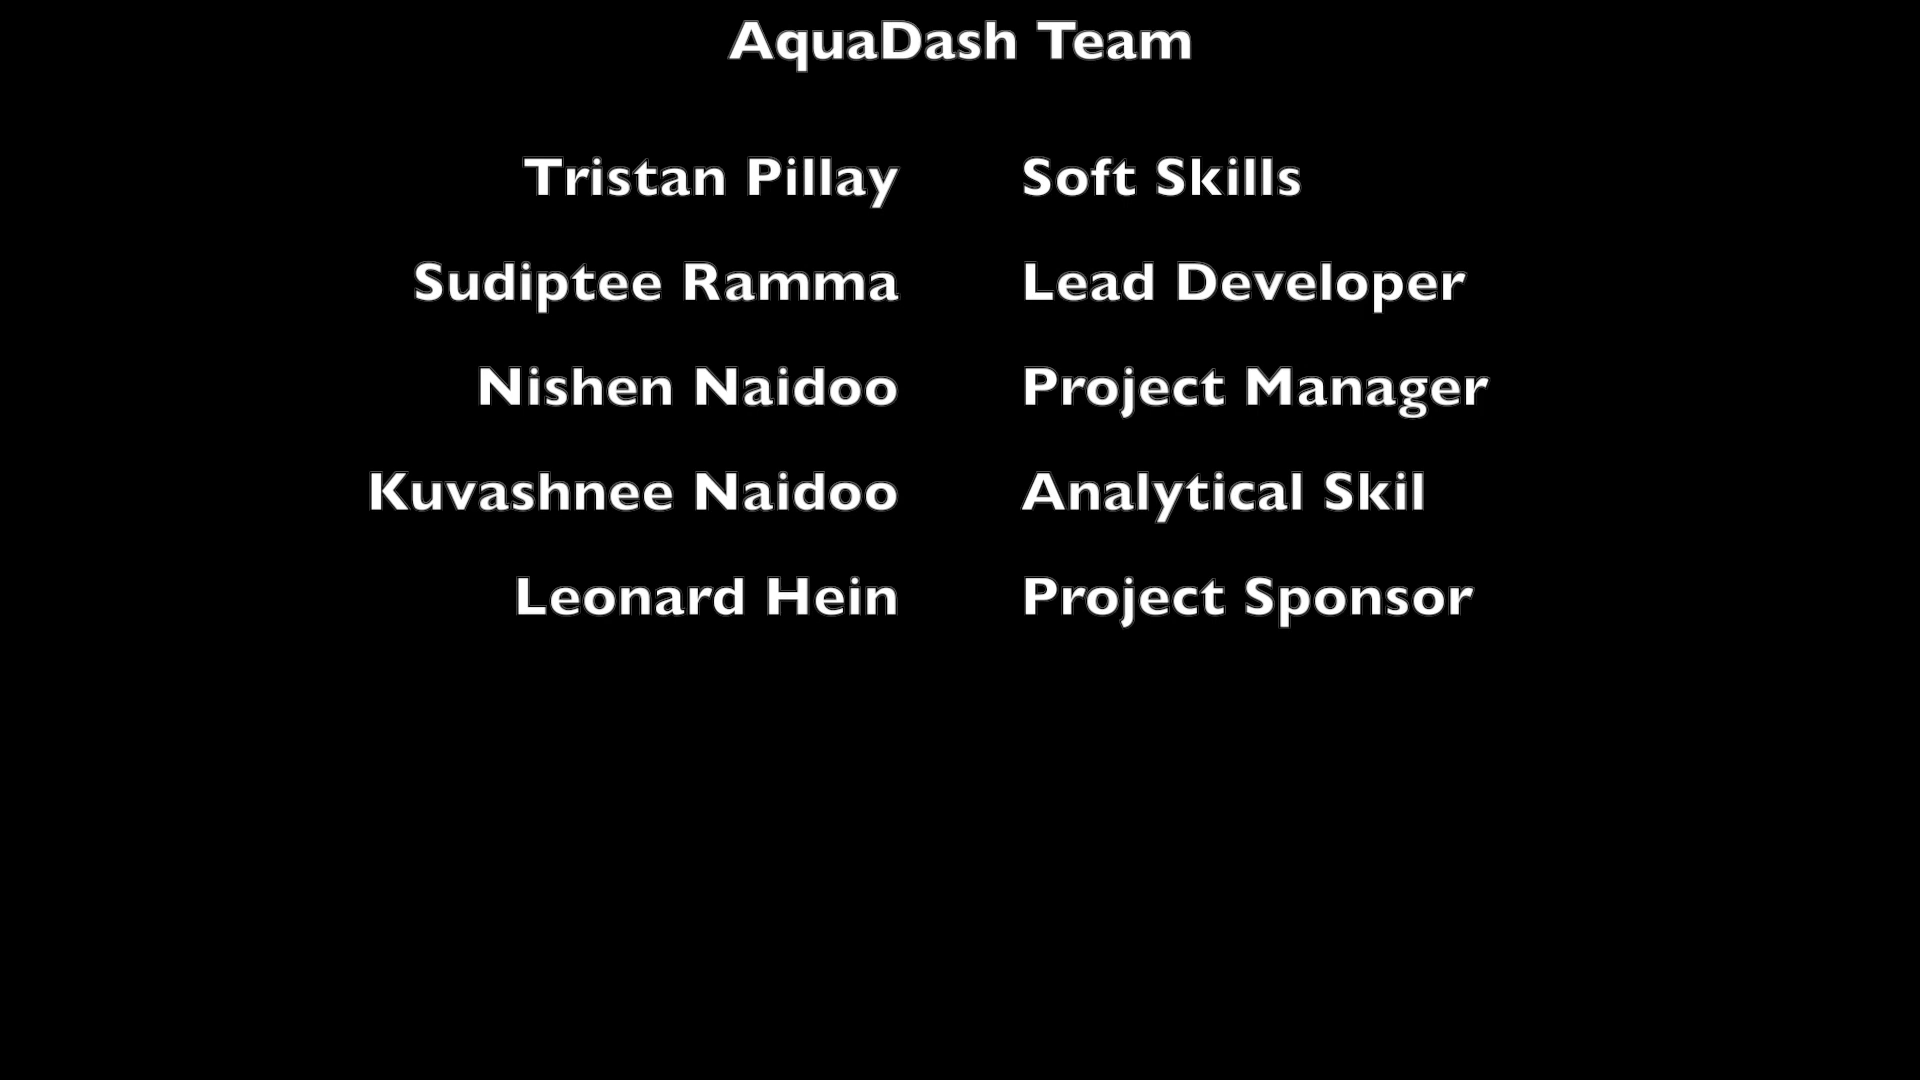 AquaDash Team
Tristan Pillay Soft Skills
Sudiptee Ramma Lead Developer
Nishen Naidoo Project Manager
Kuvashnee Naidoo Analytical Skil
Leonard Hein Project Sponsor